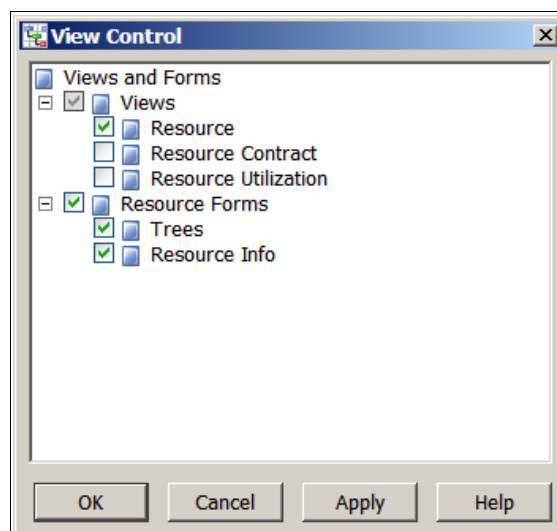 View Control
Views and Forms
Views
Resource
Resource Contract
Resource Utilization
Resource Forms
Trees
Resource Info
OK
Cancel
Apply
Help